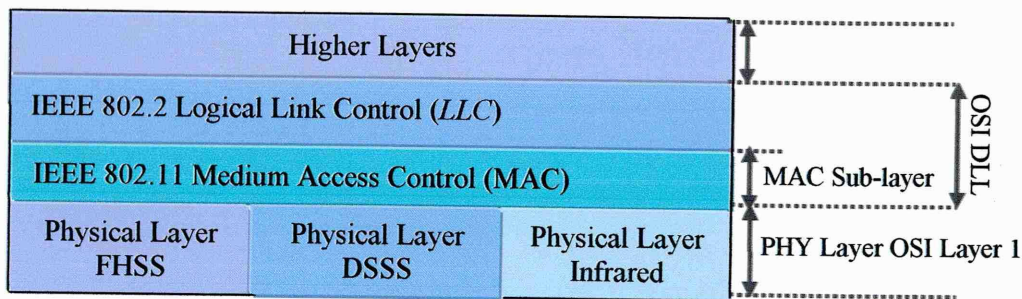 Higher Layers
IEEE 802.2 Logical Link Control (LLC)
OSI DLL
IEEE 802.11 Medium Access Control (MAC)
MAC Sub-layer
Physical Layer
FHSS
Physical Layer
DSSS
Physical Layer
Infrared
PHY Layer OSI Layer 1